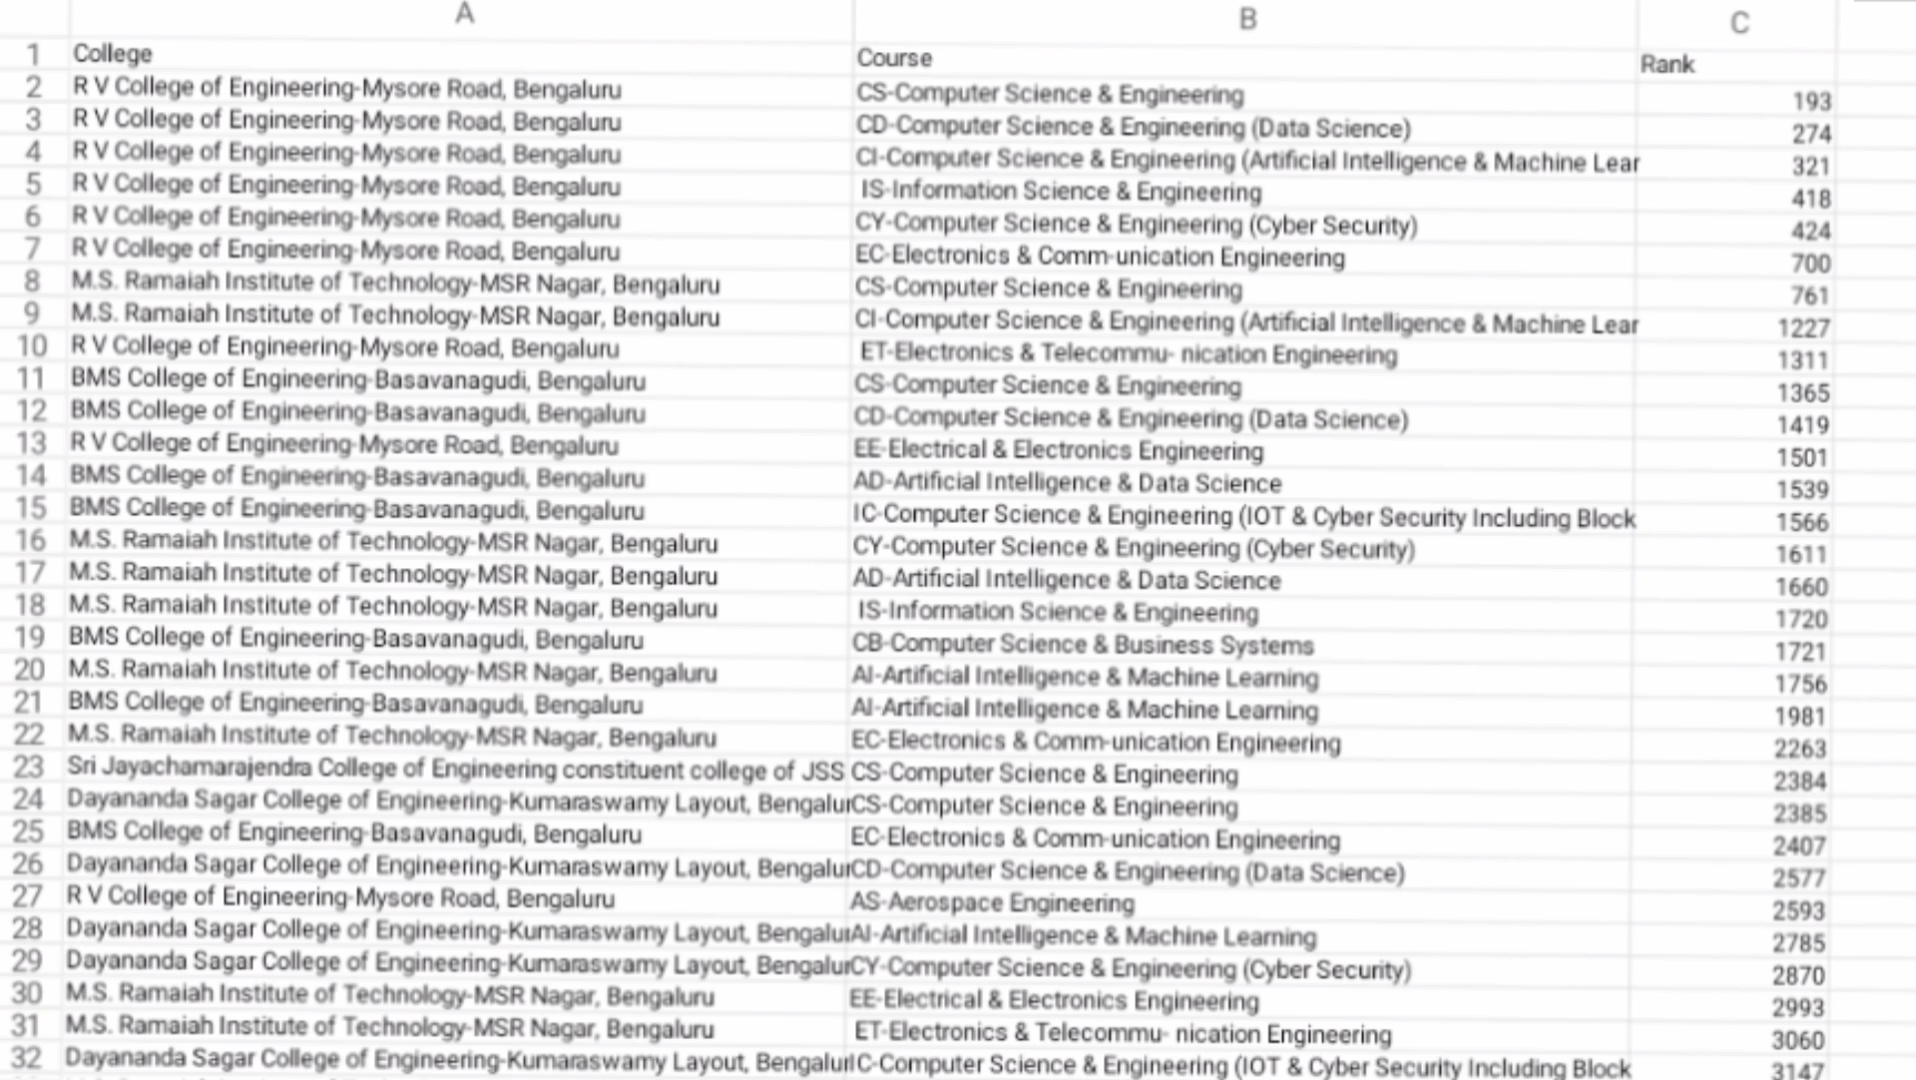 A B C
1 College Course Rank
2 R V College of Engineering-Mysore Road, Bengaluru CS-Computer Science & Engineering 193
3 R V College of Engineering-Mysore Road, Bengaluru CD-Computer Science & Engineering (Data Science) 274
4 R V College of Engineering-Mysore Road, Bengaluru CI-Computer Science & Engineering (Artificial Intelligence & Machine Lear 321
5 R V College of Engineering-Mysore Road, Bengaluru IS-Information Science & Engineering 418
6 R V College of Engineering-Mysore Road, Bengaluru CY-Computer Science & Engineering (Cyber Security) 424
7 R V College of Engineering-Mysore Road, Bengaluru EC-Electronics & Comm-unication Engineering 700
8 M.S. Ramaiah Institute of Technology-MSR Nagar, Bengaluru CS-Computer Science & Engineering 761
9 M.S. Ramaiah Institute of Technology-MSR Nagar, Bengaluru CI-Computer Science & Engineering (Artificial Intelligence & Machine Lear 1227
10 R V College of Engineering-Mysore Road, Bengaluru ET-Electronics & Telecommu- nication Engineering 1311
11 BMS College of Engineering-Basavanagudi, Bengaluru CS-Computer Science & Engineering 1365
12 BMS College of Engineering-Basavanagudi, Bengaluru CD-Computer Science & Engineering (Data Science) 1419
13 R V College of Engineering-Mysore Road, Bengaluru EE-Electrical & Electronics Engineering 1501
14 BMS College of Engineering-Basavanagudi, Bengaluru AD-Artificial Intelligence & Data Science 1539
15 BMS College of Engineering-Basavanagudi, Bengaluru IC-Computer Science & Engineering (IOT & Cyber Security Including Block 1566
16 M.S. Ramaiah Institute of Technology-MSR Nagar, Bengaluru CY-Computer Science & Engineering (Cyber Security) 1611
17 M.S. Ramaiah Institute of Technology-MSR Nagar, Bengaluru AD-Artificial Intelligence & Data Science 1660
18 M.S. Ramaiah Institute of Technology-MSR Nagar, Bengaluru IS-Information Science & Engineering 1720
19 BMS College of Engineering-Basavanagudi, Bengaluru CB-Computer Science & Business Systems 1721
20 M.S. Ramaiah Institute of Technology-MSR Nagar, Bengaluru AI-Artificial Intelligence & Machine Learning 1756
21 BMS College of Engineering-Basavanagudi, Bengaluru AI-Artificial Intelligence & Machine Learning 1981
22 M.S. Ramaiah Institute of Technology-MSR Nagar, Bengaluru EC-Electronics & Comm-unication Engineering 2263
23 Sri Jayachamarajendra College of Engineering constituent college of JSS CS-Computer Science & Engineering 2384
24 Dayananda Sagar College of Engineering-Kumaraswamy Layout, Bengalur CS-Computer Science & Engineering 2385
25 BMS College of Engineering-Basavanagudi, Bengaluru EC-Electronics & Comm-unication Engineering 2407
26 Dayananda Sagar College of Engineering-Kumaraswamy Layout, Bengalur CD-Computer Science & Engineering (Data Science) 2577
27 R V College of Engineering-Mysore Road, Bengaluru AS-Aerospace Engineering 2593
28 Dayananda Sagar College of Engineering-Kumaraswamy Layout, Bengalur AI-Artificial Intelligence & Machine Learning 2785
29 Dayananda Sagar College of Engineering-Kumaraswamy Layout, Bengalur CY-Computer Science & Engineering (Cyber Security) 2870
30 M.S. Ramaiah Institute of Technology-MSR Nagar, Bengaluru EE-Electrical & Electronics Engineering 2993
31 M.S. Ramaiah Institute of Technology-MSR Nagar, Bengaluru ET-Electronics & Telecommu- nication Engineering 3060
32 Dayananda Sagar College of Engineering-Kumaraswamy Layout, Bengalur IC-Computer Science & Engineering (IOT & Cyber Security Including Block 3147